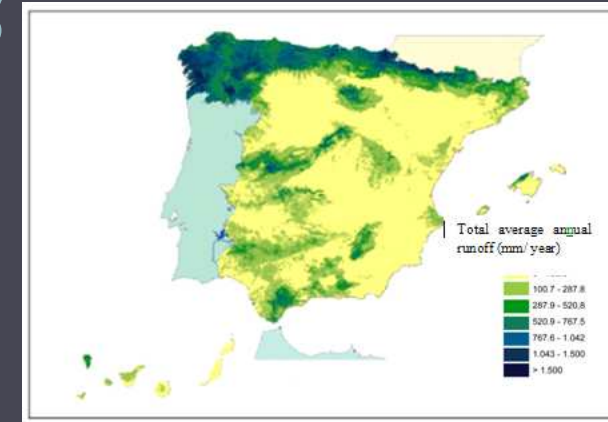 Total average annual
runoff (mm/ year)
100.7 - 287.8
287.9 - 520,8
520.9 - 767.5
767.6 - 1.042
1.043 - 1.500
> 1.500